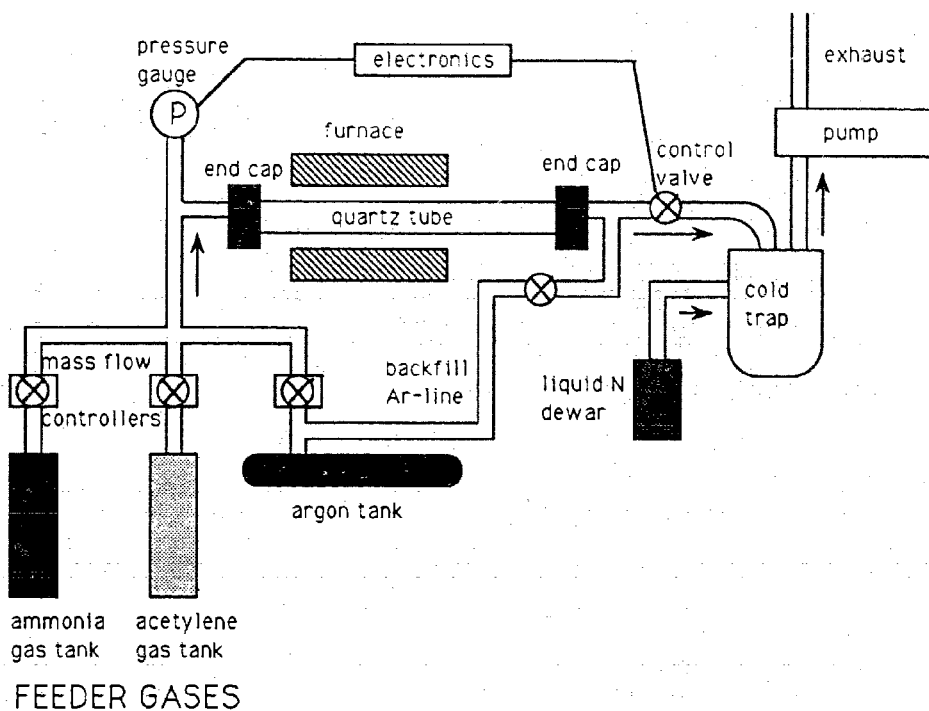 pressure
gauge
electronics
exhaust
P
pump
furnace
control
valve
end cap
end cap
quartz tube
cold
trap
mass flow
controllers
backfill
Ar-line
liquid N
dewar
argon tank
ammonia
gas tank
acetylene
gas tank
FEEDER GASES